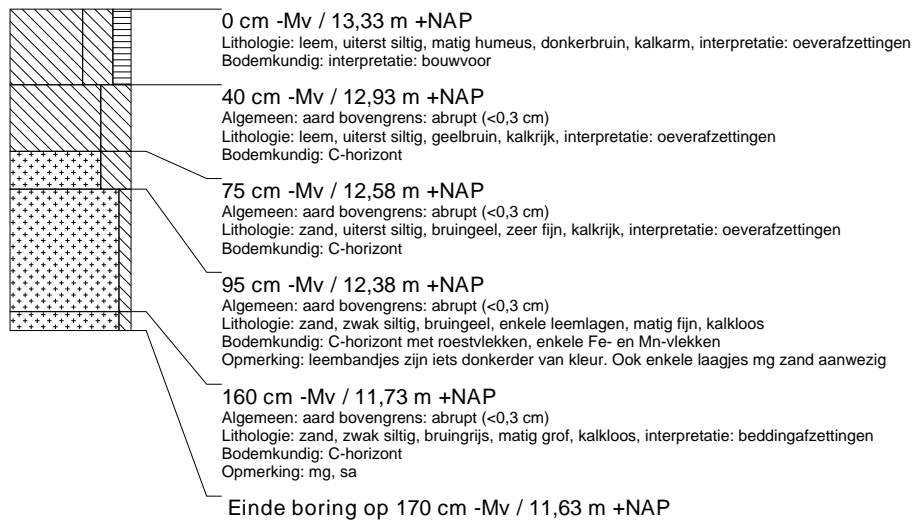 0 cm -Mv / 13,33 m +NAP
Lithologie: leem, uiterst siltig, matig humeus, donkerbruin, kalkarm, interpretatie: oeverafzettingen
Bodemkundig: interpretatie: bouwvoor
40 cm -Mv / 12,93 m +NAP
Algemeen: aard bovengrens: abrupt (<0,3 cm)
Lithologie: leem, uiterst siltig, geelbruin, kalkrijk, interpretatie: oeverafzettingen
Bodemkundig: C-horizont
75 cm -Mv / 12,58 m +NAP
Algemeen: aard bovengrens: abrupt (<0,3 cm)
Lithologie: zand, uiterst siltig, bruingeel, zeer fijn, kalkrijk, interpretatie: oeverafzettingen
Bodemkundig: C-horizont
95 cm -Mv / 12,38 m +NAP
Algemeen: aard bovengrens: abrupt (<0,3 cm)
Lithologie: zand, zwak siltig, bruingeel, enkele leemlagen, matig fijn, kalkloos
Bodemkundig: C-horizont met roestvlekken, enkele Fe- en Mn-vlekken
Opmerking: leembandjes zijn iets donkerder van kleur. Ook enkele laagjes mg zand aanwezig
160 cm -Mv / 11,73 m +NAP
Algemeen: aard bovengrens: abrupt (<0,3 cm)
Lithologie: zand, zwak siltig, bruingrijs, matig grof, kalkloos, interpretatie: beddingafzettingen
Bodemkundig: C-horizont
Opmerking: mg, sa
Einde boring op 170 cm -Mv / 11,63 m +NAP